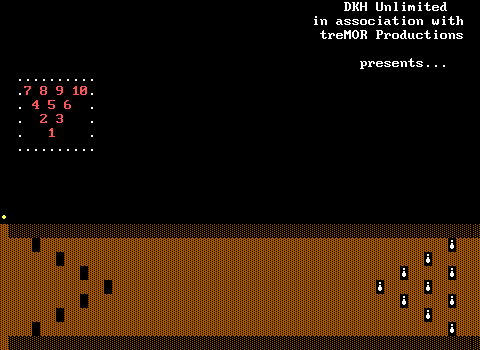 DKH Unlimited
in association with
treMOR Productions
presents...
. . . . . . . . . .
.7 8 9 10.
. 4 5 6 .
. 2 3 .
. 1 .
. . . . . . . . . .